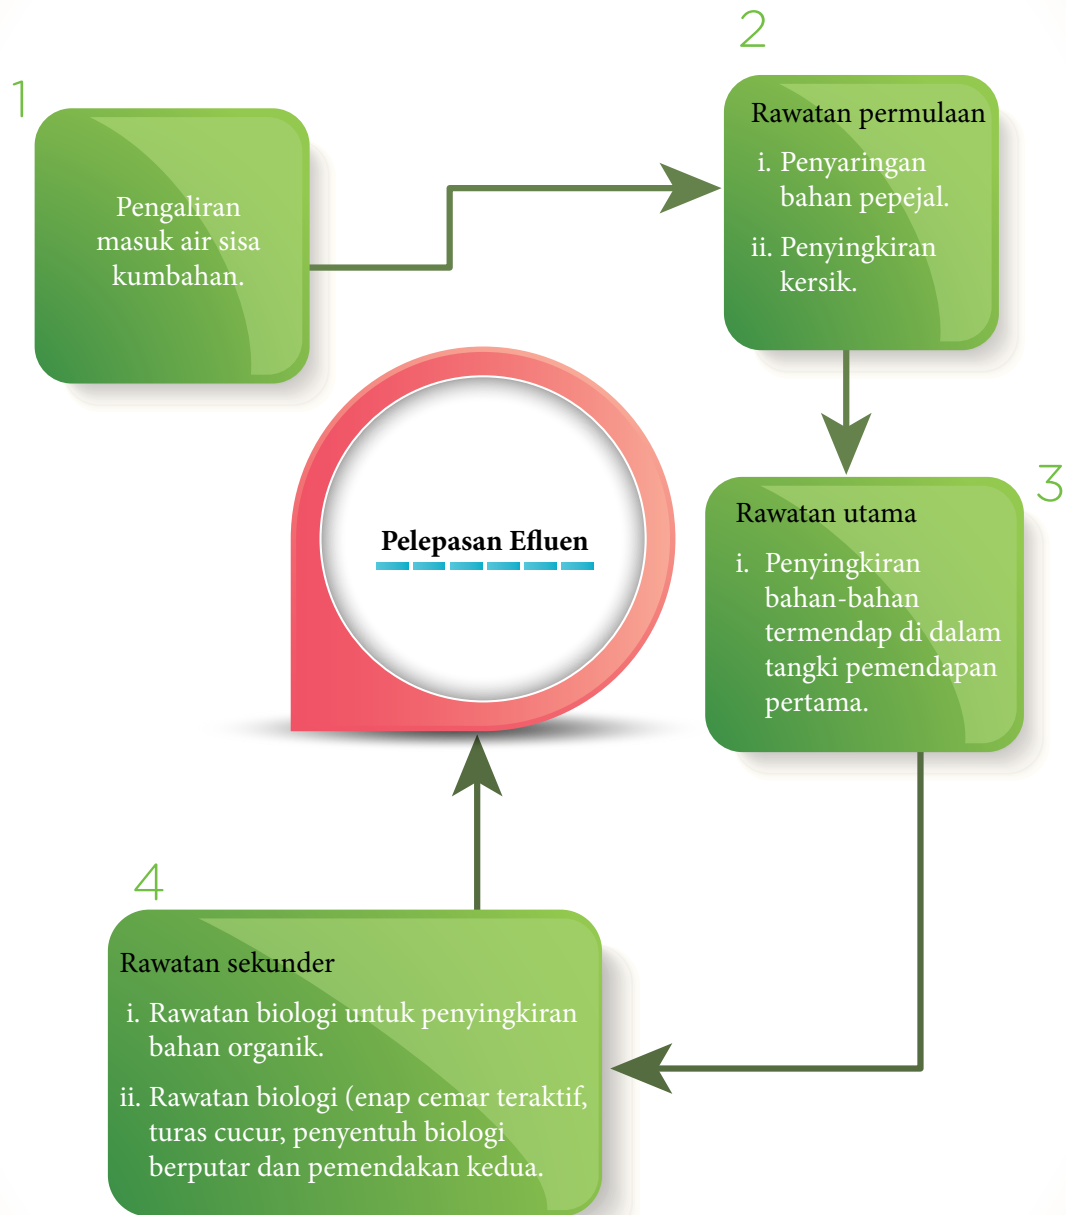 1
Pengaliran
masuk air sisa
kumbahan.
2
Rawatan permulaan
i. Penyaringan
bahan pepejal.
ii. Penyingkiran
kersik.
3
Rawatan utama
i. Penyingkiran
bahan-bahan
termendap di dalam
tangki pemendapan
pertama.
4
Rawatan sekunder
i. Rawatan biologi untuk penyingkiran
bahan organik.
ii. Rawatan biologi (enap cemar teraktif,
turas cucur, penyentuh biologi
berputar dan pemendakan kedua.
Pelepasan Efluen